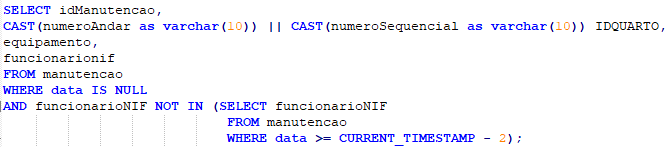 SELECT idManutencao,
CAST(numeroAndar as varchar(10)) || CAST(numeroSequencial as varchar(10)) IDQUARTO,
equipamento,
funcionarionif
FROM manutencao
WHERE data IS NULL
AND funcionarioNIF NOT IN (SELECT funcionarioNIF
FROM manutencao
WHERE data >= CURRENT_TIMESTAMP - 2);